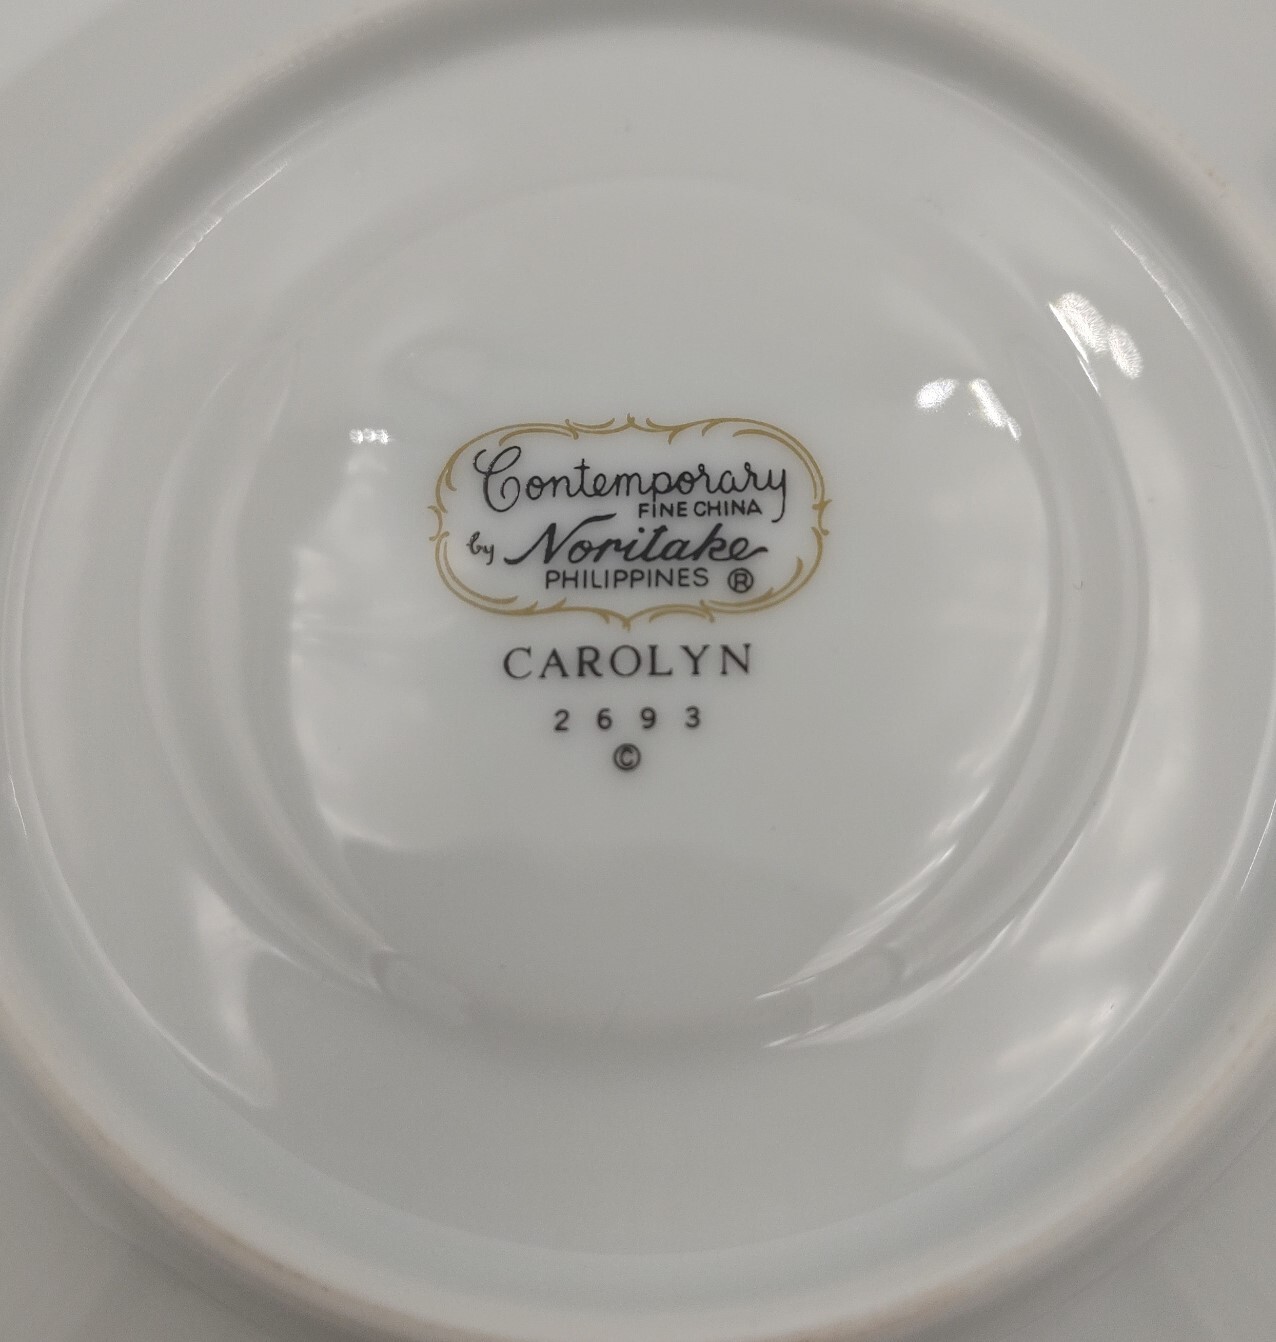 Contemporary
FINE CHINA
by Noritake
PHILIPPINES ®
CAROLYN
2693
©